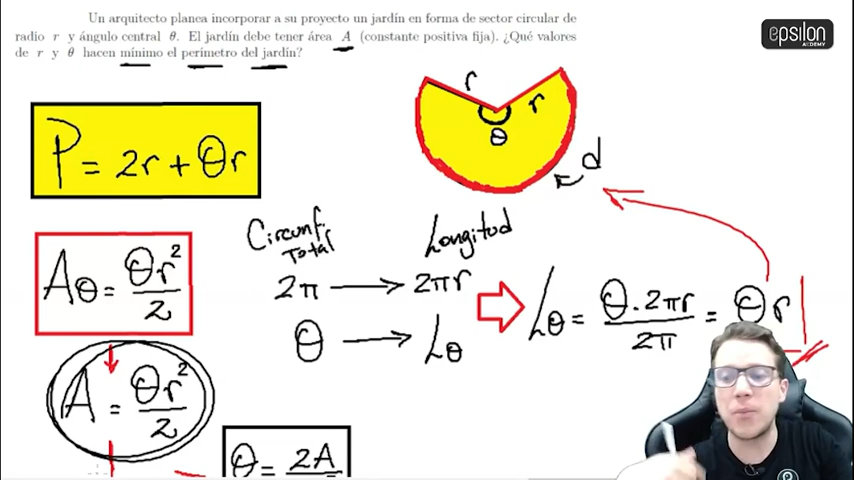 Un arquitecto planea incorporar a su proyecto un jardín en forma de sector circular de
radio r y ángulo central θ. El jardín debe tener área A (constante positiva fija). ¿Qué valores
de r y θ hacen mínimo el perímetro del jardín?
epsilon
ACADEMY
r
r
θ
d
P = 2r + θr
Circunf. Total
Longitud
2π → 2πr
θ → Lθ
Lθ = θ.2πr/2π = θr
Aθ = θr²/2
A = θr²/2
θ = 2A